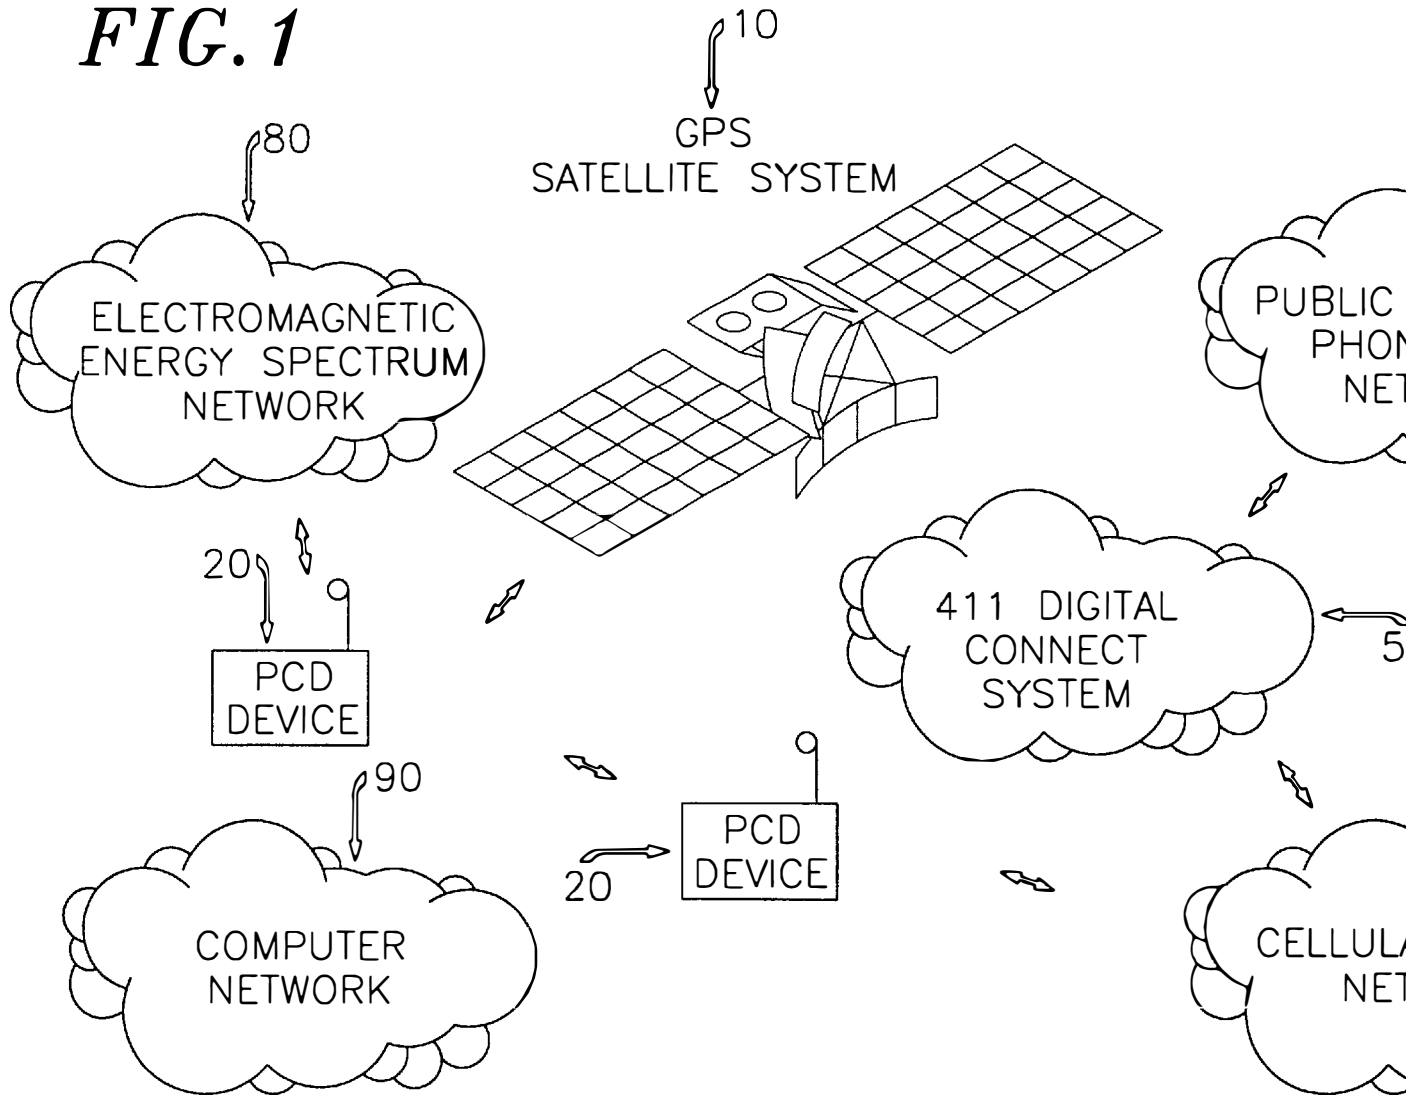 FIG. 1
10
GPS
SATELLITE SYSTEM
80
ELECTROMAGNETIC
ENERGY SPECTRUM
NETWORK
PUBLIC
20
PCD
DEVICE
411 DIGITAL
CONNECT
SYSTEM
90
COMPUTER
NETWORK
20
PCD
DEVICE